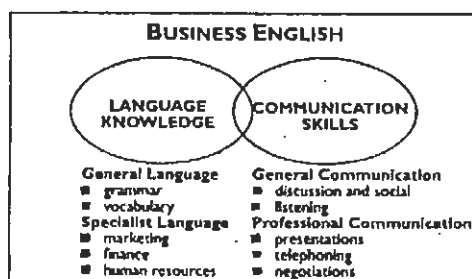 BUSINESS ENGLISH
LANGUAGE
KNOWLEDGE
COMMUNICATION
SKILLS
General Language
■ grammar
■ vocabulary
Specialist Language
■ marketing
■ finance
■ human resources
General Communication
■ discussion and social
■ listening
Professional Communication
■ presentations
■ telephoning
■ negotiations